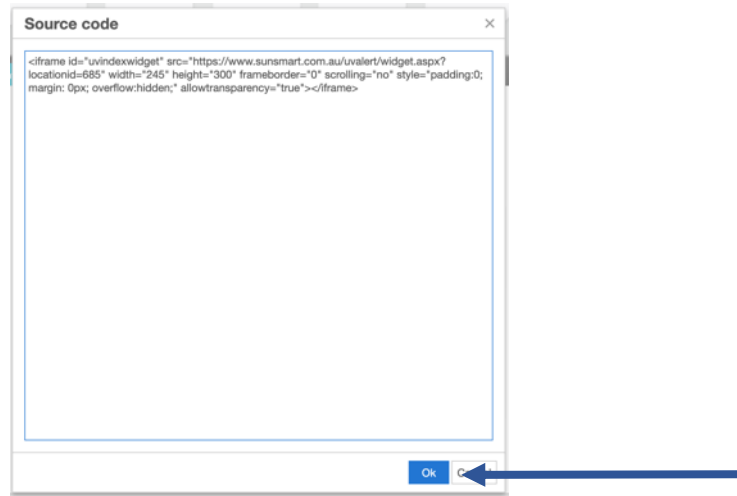 Source code
<iframe id="uvindexwidget" src="https://www.sunsmart.com.au/uvalert/widget.aspx?
locationid=685" width="245" height="300" frameborder="0" scrolling="no" style="padding:0;
margin: 0px; overflow:hidden;" allowtransparency="true"></iframe>
Ok